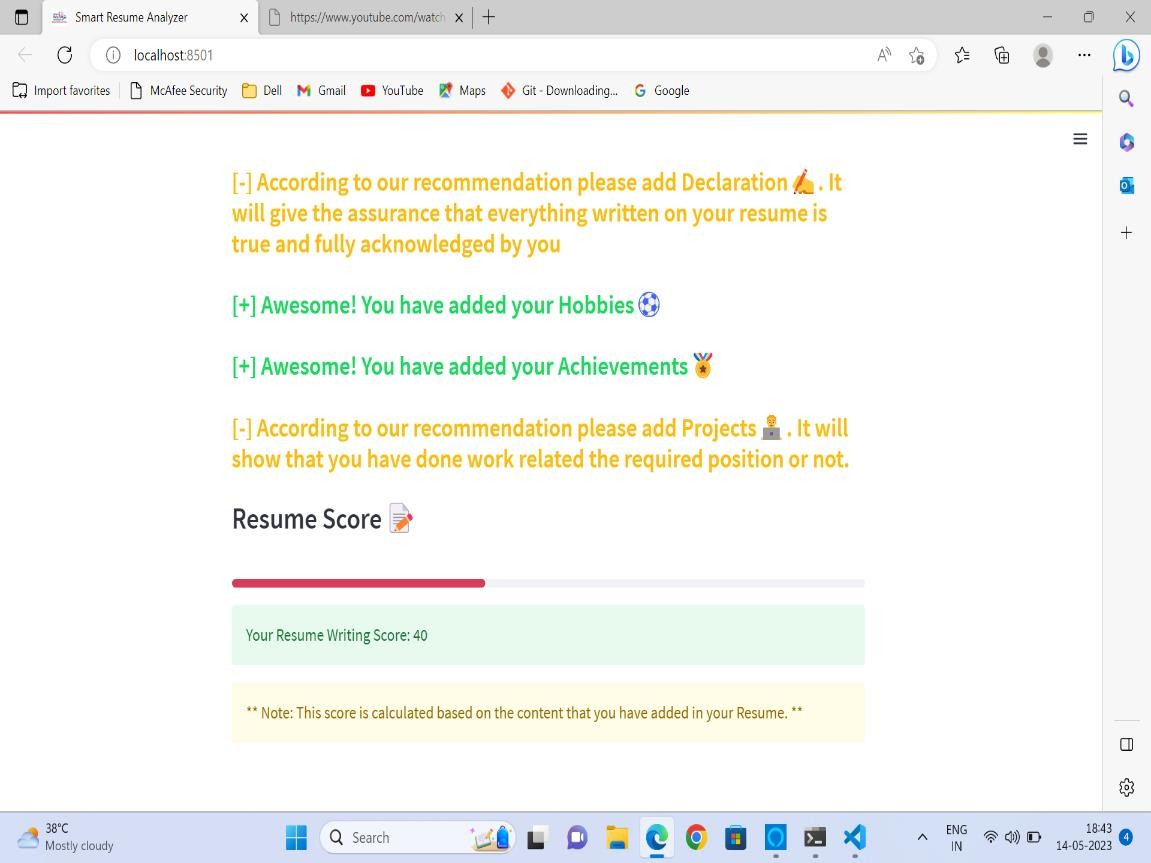 Smart Resume Analyzer
https://www.youtube.com/watch
localhost:8501
Import favorites
McAfee Security
Dell
Gmail
YouTube
Maps
Git - Downloading...
Google
[-] According to our recommendation please add Declaration✍. It
will give the assurance that everything written on your resume is
true and fully acknowledged by you
[+] Awesome! You have added your Hobbies⚽
[+] Awesome! You have added your Achievements🏅
[-] According to our recommendation please add Projects👨‍💻. It will
show that you have done work related the required position or not.
Resume Score📝
Your Resume Writing Score: 40
** Note: This score is calculated based on the content that you have added in your Resume. **
38°C
Mostly cloudy
Search
ENG
IN
18:43
14-05-2023
4